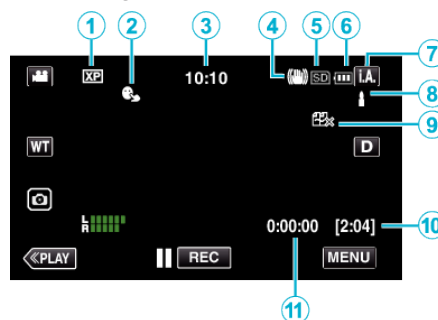 1 2 3 4 5 6 7
XP 10:10 SD i.A.
8
9
WT D
L
R
0:00:00 [2:04] 10
≪PLAY REC MENU
11